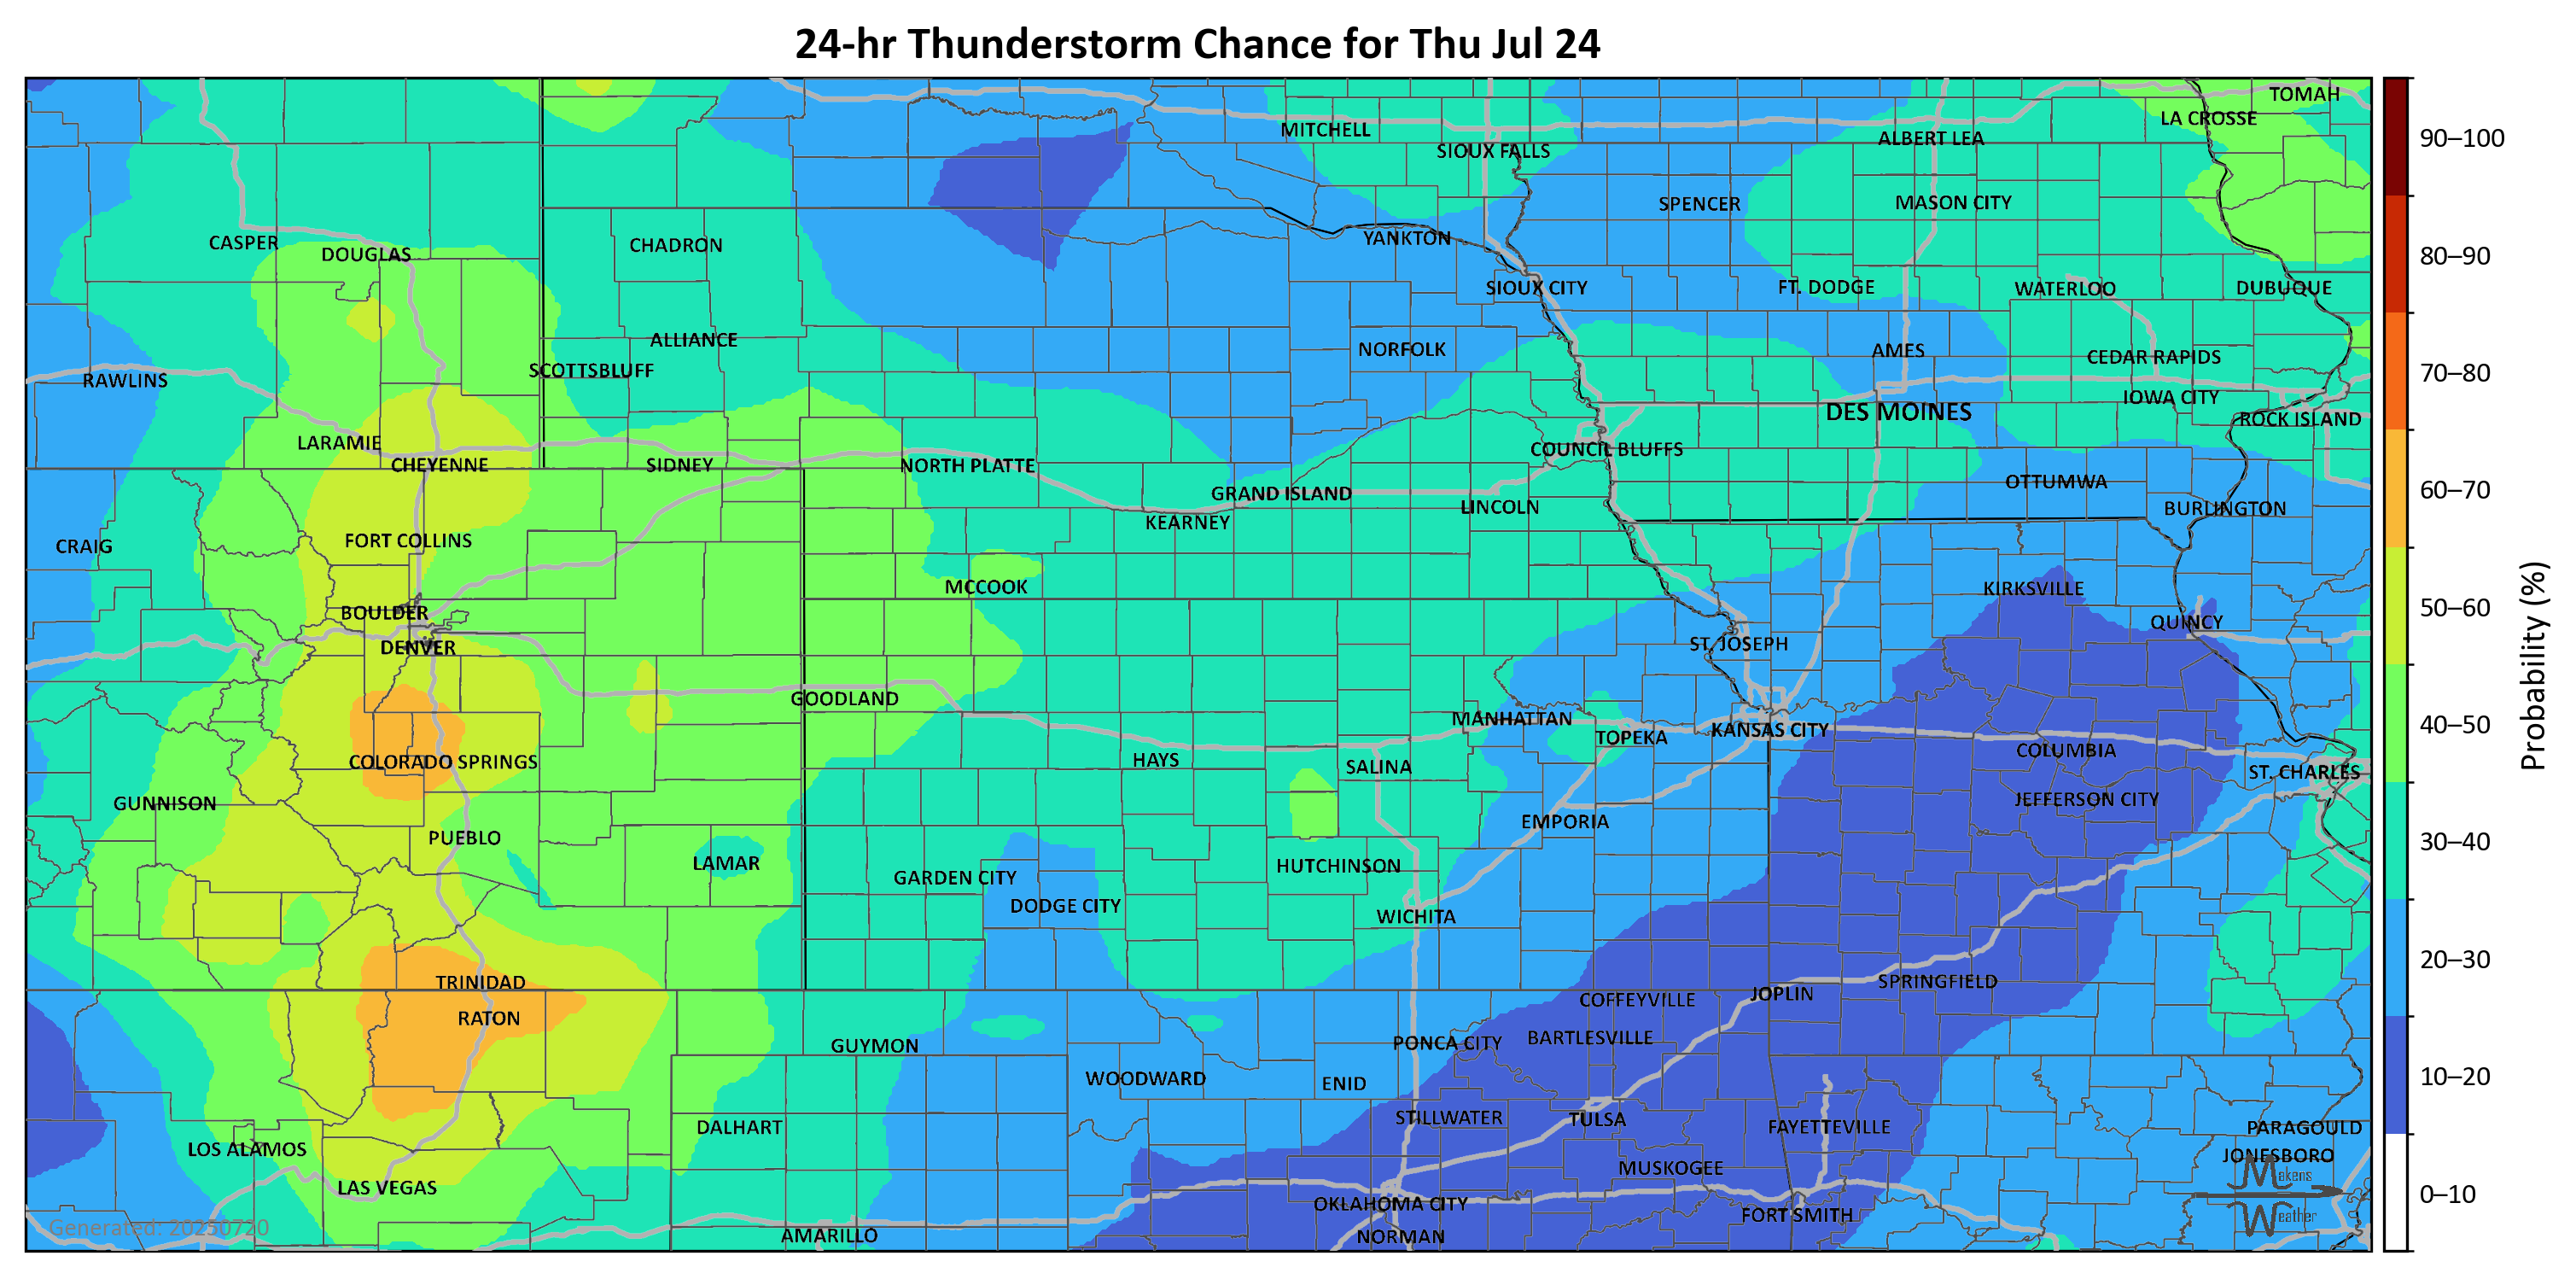 24-hr Thunderstorm Chance for Thu Jul 24
TOMAH
LA CROSSE
MITCHELL
ALBERT LEA
SIOUX FALLS
MASON CITY
SPENCER
YANKTON
CASPER
CHADRON
DOUGLAS
SIOUX CITY
FT. DODGE
WATERLOO
DUBUQUE
ALLIANCE
NORFOLK
AMES
CEDAR RAPIDS
SCOTTSBLUFF
RAWLINS
IOWA CITY
DES MOINES
ROCK ISLAND
LARAMIE
COUNCIL BLUFFS
CHEYENNE
SIDNEY
NORTH PLATTE
OTTUMWA
GRAND ISLAND
LINCOLN
BURLINGTON
KEARNEY
FORT COLLINS
CRAIG
MCCOOK
KIRKSVILLE
BOULDER
QUINCY
DENVER
ST. JOSEPH
GOODLAND
MANHATTAN
KANSAS CITY
TOPEKA
COLUMBIA
COLORADO SPRINGS
HAYS
SALINA
ST. CHARLES
GUNNISON
JEFFERSON CITY
EMPORIA
PUEBLO
LAMAR
HUTCHINSON
GARDEN CITY
DODGE CITY
WICHITA
TRINIDAD
SPRINGFIELD
JOPLIN
COFFEYVILLE
RATON
BARTLESVILLE
GUYMON
PONCA CITY
WOODWARD
ENID
STILLWATER
TULSA
DALHART
FAYETTEVILLE
PARAGOULD
LOS ALAMOS
JONESBORO
MUSKOGEE
Makens
LAS VEGAS
OKLAHOMA CITY
FORT SMITH
Weather
Generated: 20250720
AMARILLO
NORMAN
90–100
80–90
70–80
60–70
50–60
40–50
30–40
20–30
10–20
0–10
Probability (%)